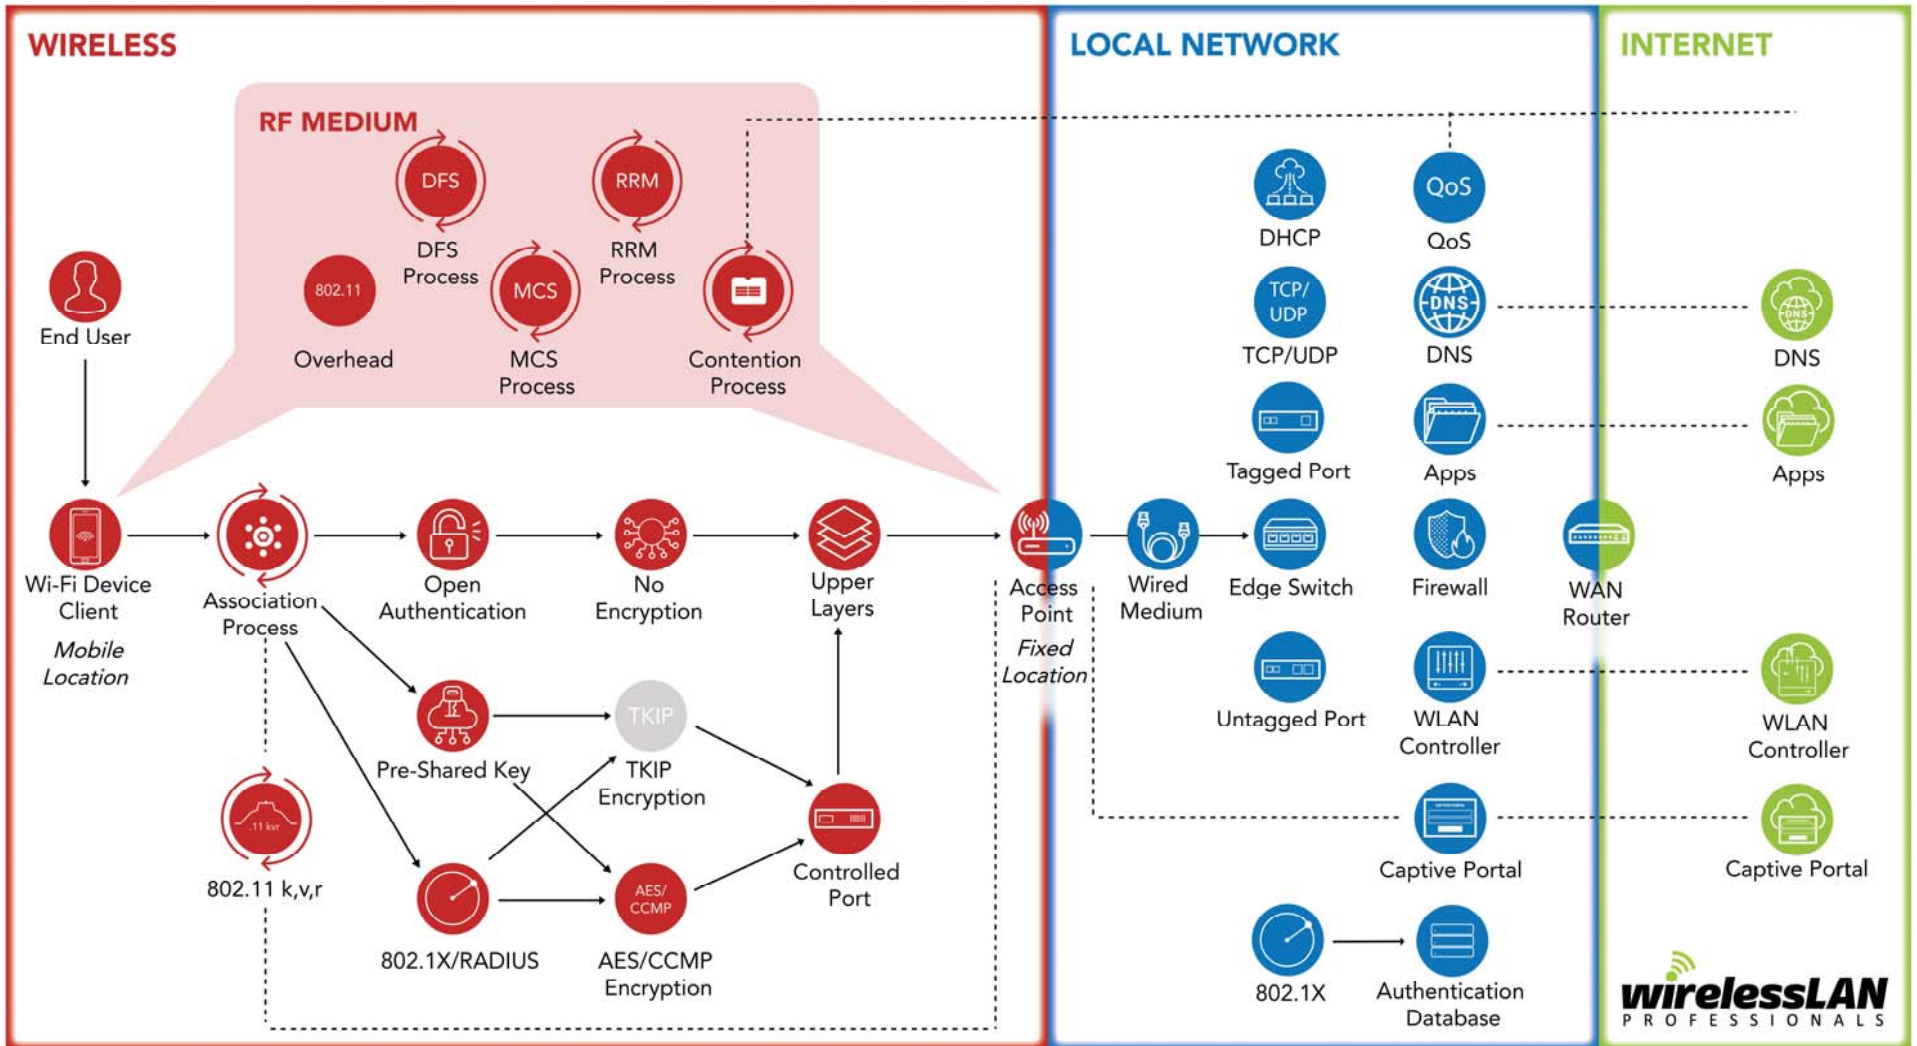 WIRELESS
LOCAL NETWORK
INTERNET
RF MEDIUM
DFS
DFS
Process
RRM
RRM
Process
802.11
Overhead
MCS
MCS
Process
Contention
Process
End User
Wi-Fi Device
Client
Mobile
Location
Association
Process
Open
Authentication
No
Encryption
Upper
Layers
Access
Point
Fixed
Location
Pre-Shared Key
TKIP
TKIP
Encryption
.11 kvr
802.11 k,v,r
802.1X/RADIUS
AES/
CCMP
AES/CCMP
Encryption
Controlled
Port
DHCP
QoS
QoS
TCP/
UDP
TCP/UDP
DNS
DNS
Tagged Port
Apps
Wired
Medium
Edge Switch
Firewall
WAN
Router
Untagged Port
WLAN
Controller
Captive Portal
802.1X
Authentication
Database
DNS
DNS
Apps
WLAN
Controller
Captive Portal
wirelessLAN
PROFESSIONALS